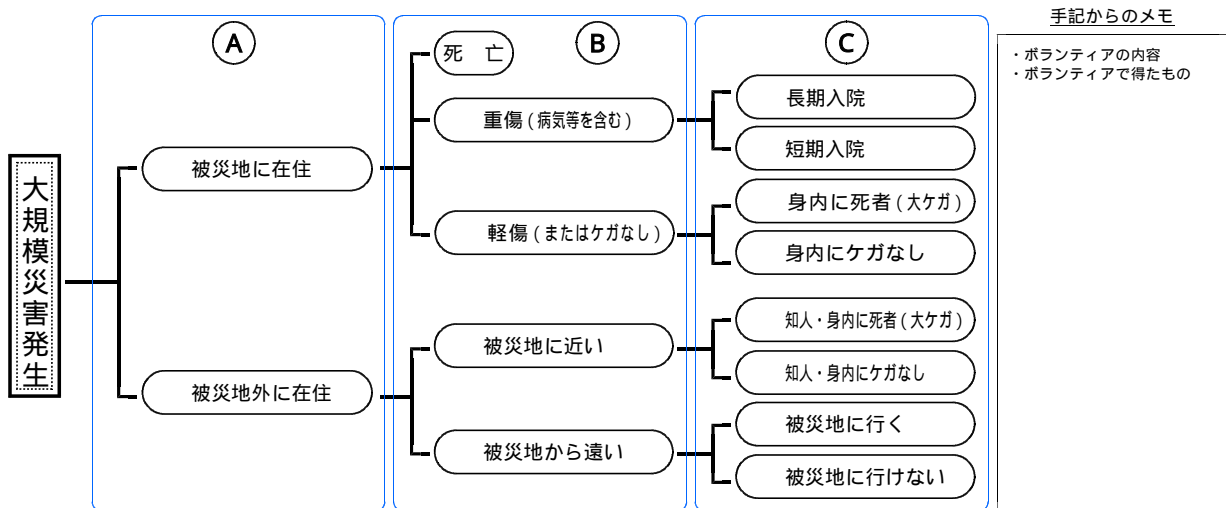 大規模災害発生
A
被災地に在住
被災地外に在住
B
死 亡
重傷(病気等を含む)
軽傷(またはケガなし)
被災地に近い
被災地から遠い
C
長期入院
短期入院
身内に死者(大ケガ)
身内にケガなし
知人・身内に死者(大ケガ)
知人・身内にケガなし
被災地に行く
被災地に行けない
手記からのメモ
・ボランティアの内容
・ボランティアで得たもの